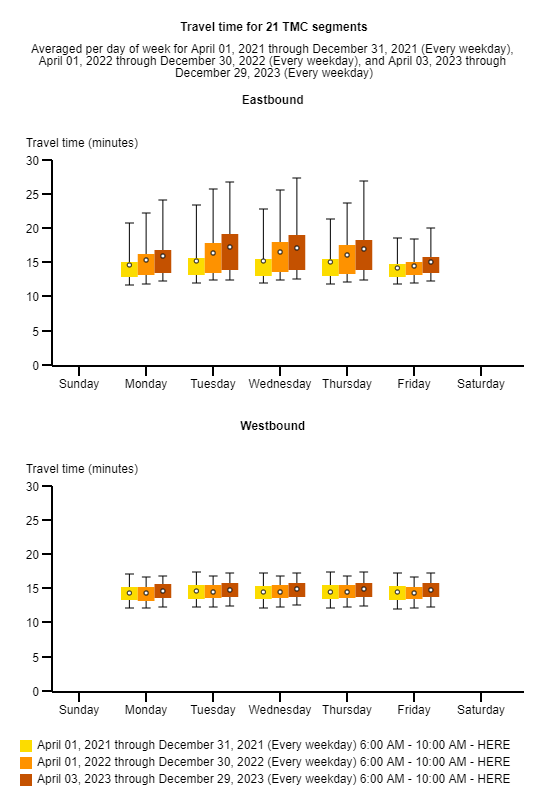 Travel time for 21 TMC segments
Averaged per day of week for April 01, 2021 through December 31, 2021 (Every weekday),
April 01, 2022 through December 30, 2022 (Every weekday), and April 03, 2023 through
December 29, 2023 (Every weekday)
Eastbound
Travel time (minutes)
30
25
20
15
10
5
0
Sunday Monday Tuesday Wednesday Thursday Friday Saturday
Westbound
Travel time (minutes)
30
25
20
15
10
5
0
Sunday Monday Tuesday Wednesday Thursday Friday Saturday
April 01, 2021 through December 31, 2021 (Every weekday) 6:00 AM - 10:00 AM - HERE
April 01, 2022 through December 30, 2022 (Every weekday) 6:00 AM - 10:00 AM - HERE
April 03, 2023 through December 29, 2023 (Every weekday) 6:00 AM - 10:00 AM - HERE